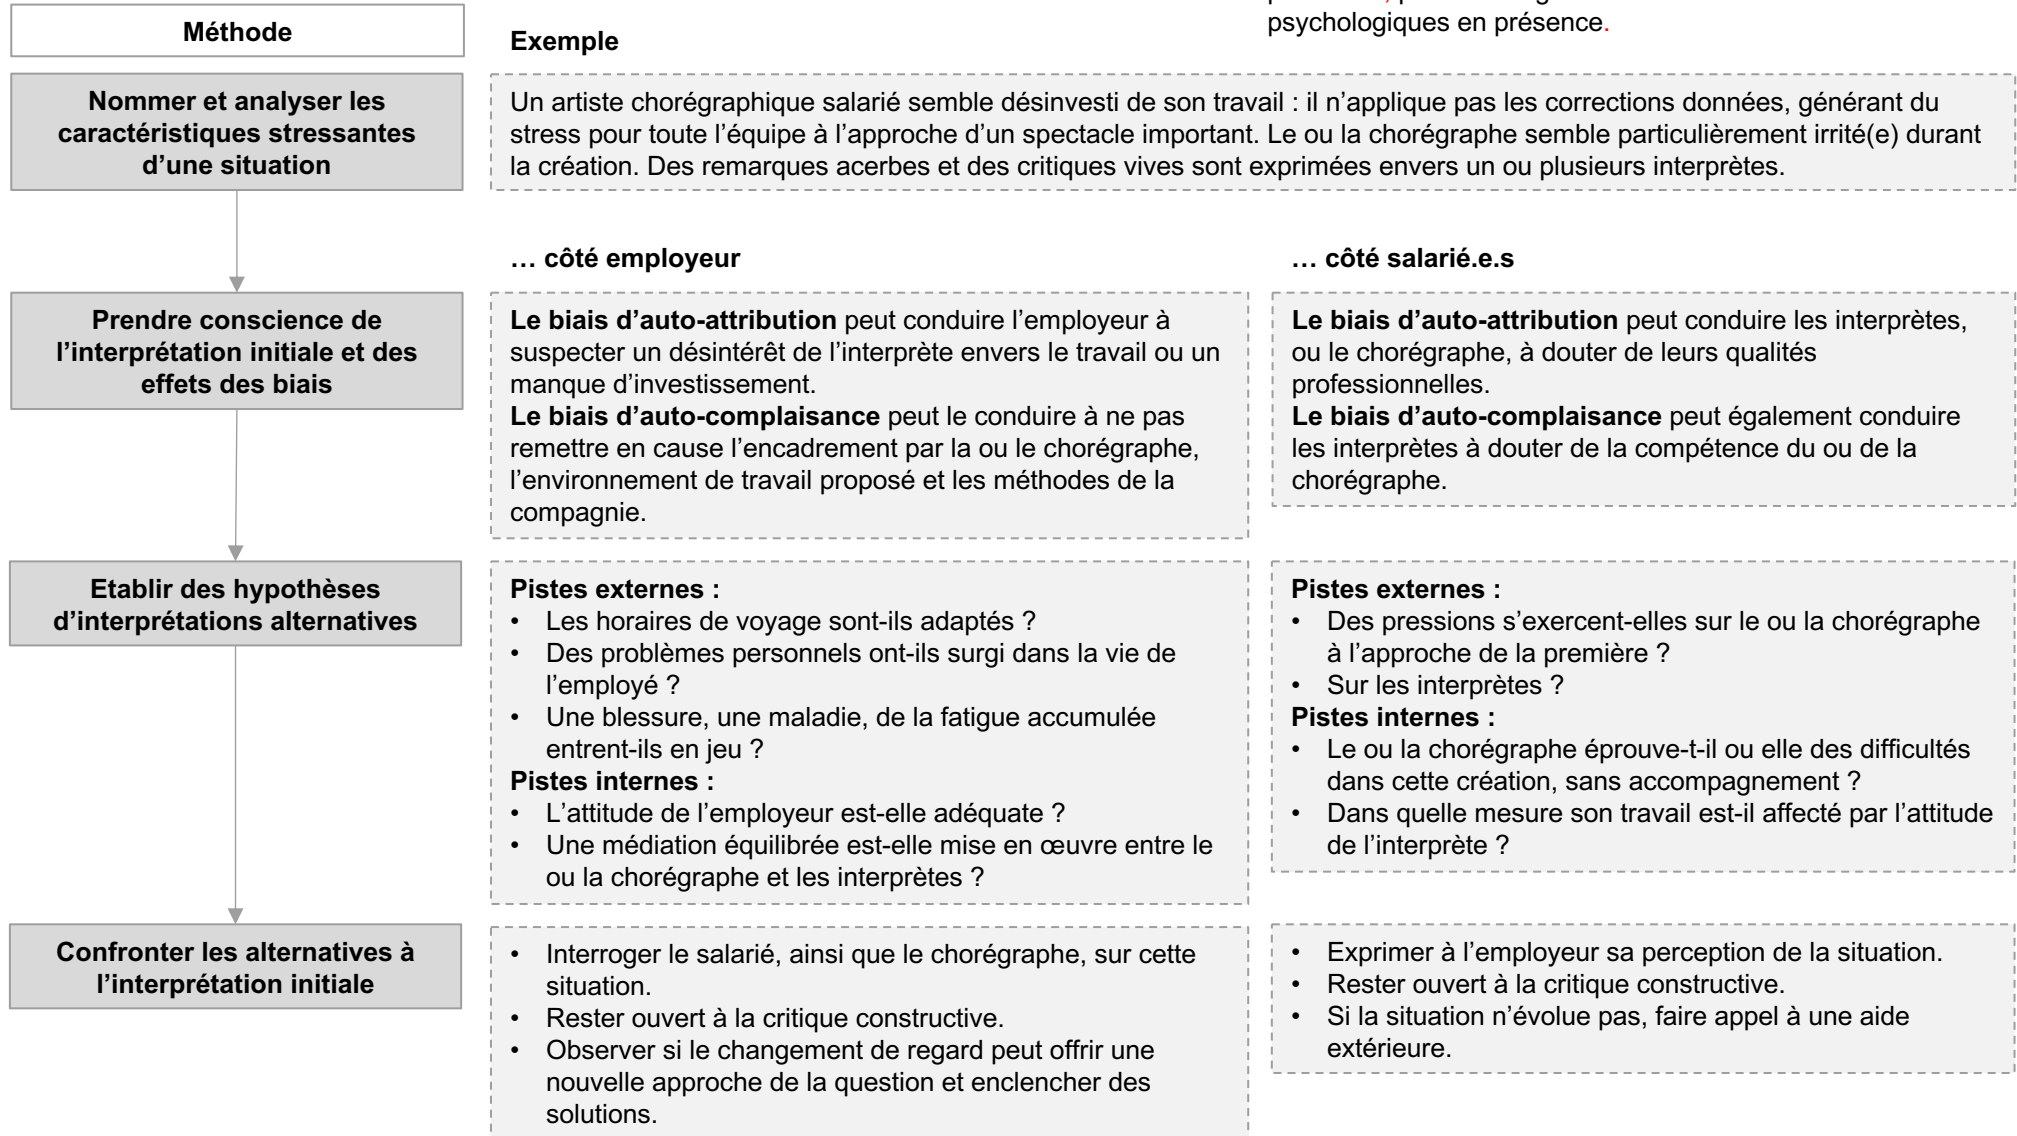 psychologiques en présence.
Méthode
Exemple
Nommer et analyser les
caractéristiques stressantes
d’une situation
Un artiste chorégraphique salarié semble désinvesti de son travail : il n’applique pas les corrections données, générant du
stress pour toute l’équipe à l’approche d’un spectacle important. Le ou la chorégraphe semble particulièrement irrité(e) durant
la création. Des remarques acerbes et des critiques vives sont exprimées envers un ou plusieurs interprètes.
… côté employeur
… côté salarié.e.s
Prendre conscience de
l’interprétation initiale et des
effets des biais
Le biais d’auto-attribution peut conduire l’employeur à
suspecter un désintérêt de l’interprète envers le travail ou un
manque d’investissement.
Le biais d’auto-complaisance peut le conduire à ne pas
remettre en cause l’encadrement par la ou le chorégraphe,
l’environnement de travail proposé et les méthodes de la
compagnie.
Le biais d’auto-attribution peut conduire les interprètes,
ou le chorégraphe, à douter de leurs qualités
professionnelles.
Le biais d’auto-complaisance peut également conduire
les interprètes à douter de la compétence du ou de la
chorégraphe.
Etablir des hypothèses
d’interprétations alternatives
Pistes externes :
• Les horaires de voyage sont-ils adaptés ?
• Des problèmes personnels ont-ils surgi dans la vie de
l’employé ?
• Une blessure, une maladie, de la fatigue accumulée
entrent-ils en jeu ?
Pistes internes :
• L’attitude de l’employeur est-elle adéquate ?
• Une médiation équilibrée est-elle mise en œuvre entre le
ou la chorégraphe et les interprètes ?
Pistes externes :
• Des pressions s’exercent-elles sur le ou la chorégraphe
à l’approche de la première ?
• Sur les interprètes ?
Pistes internes :
• Le ou la chorégraphe éprouve-t-il ou elle des difficultés
dans cette création, sans accompagnement ?
• Dans quelle mesure son travail est-il affecté par l’attitude
de l’interprète ?
Confronter les alternatives à
l’interprétation initiale
• Interroger le salarié, ainsi que le chorégraphe, sur cette
situation.
• Rester ouvert à la critique constructive.
• Observer si le changement de regard peut offrir une
nouvelle approche de la question et enclencher des
solutions.
• Exprimer à l’employeur sa perception de la situation.
• Rester ouvert à la critique constructive.
• Si la situation n’évolue pas, faire appel à une aide
extérieure.